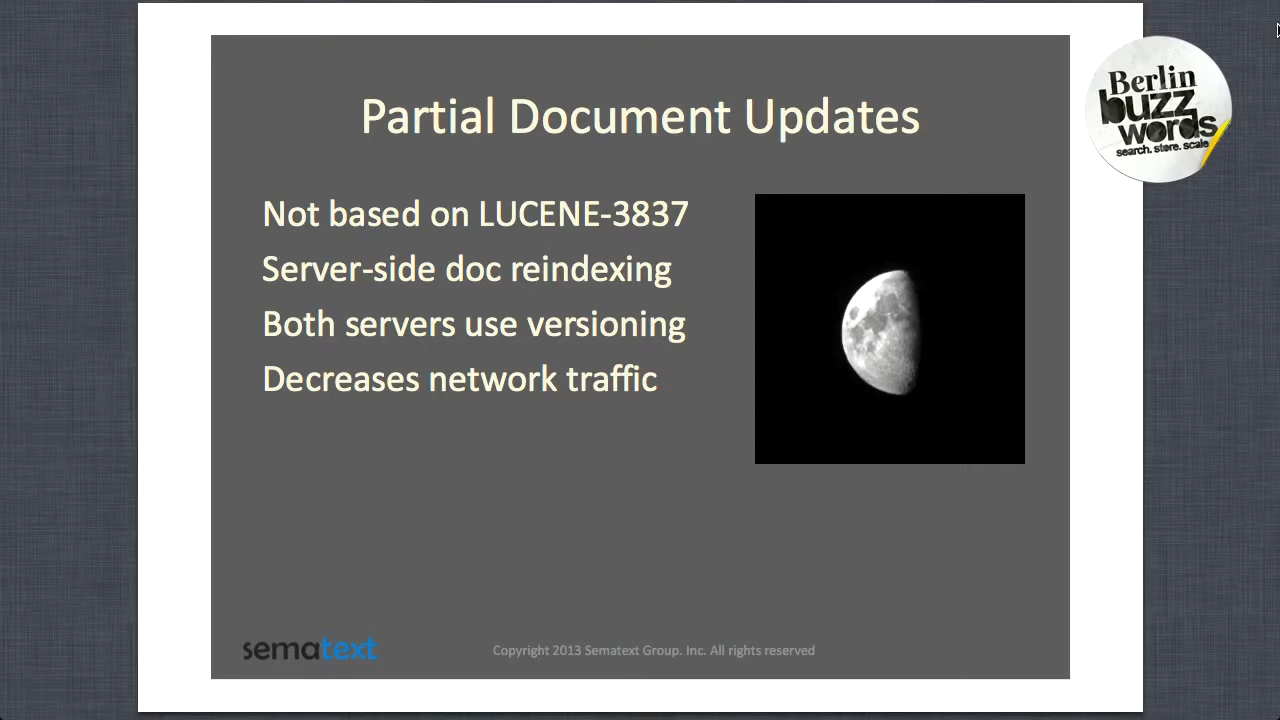 Partial Document Updates
Not based on LUCENE-3837
Server-side doc reindexing
Both servers use versioning
Decreases network traffic
sematext
Copyright 2013 Sematext Group. Inc. All rights reserved
Berlin
buzz
words
search. store. scale